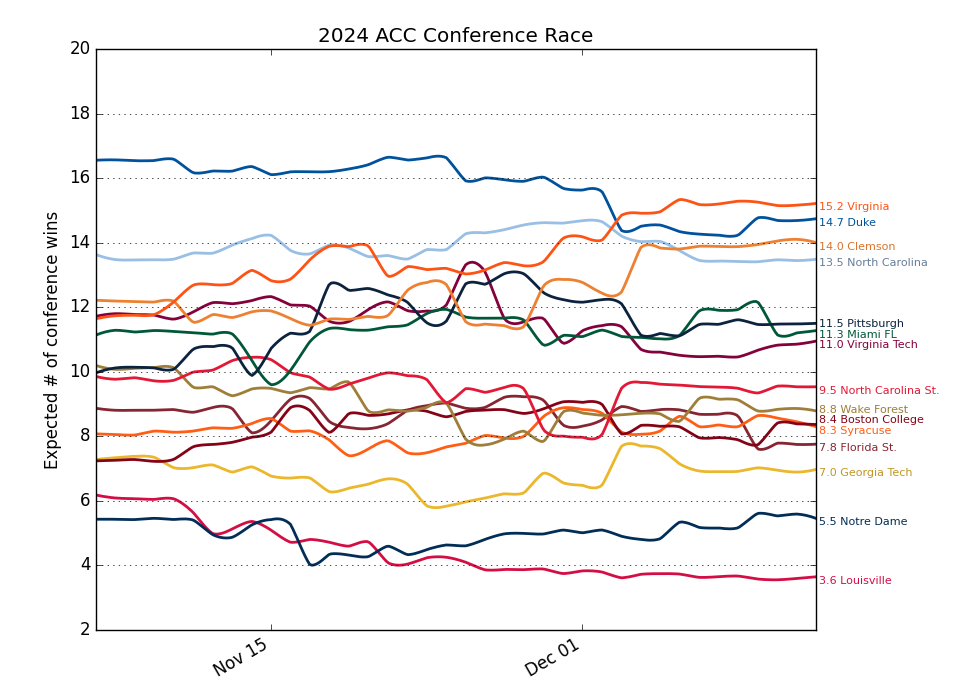 2024 ACC Conference Race
Expected # of conference wins
20
18
16
14
12
10
8
6
4
2
Nov 15
Dec 01
15.2 Virginia
14.7 Duke
14.0 Clemson
13.5 North Carolina
11.5 Pittsburgh
11.3 Miami FL
11.0 Virginia Tech
9.5 North Carolina St.
8.8 Wake Forest
8.4 Boston College
8.3 Syracuse
7.8 Florida St.
7.0 Georgia Tech
5.5 Notre Dame
3.6 Louisville